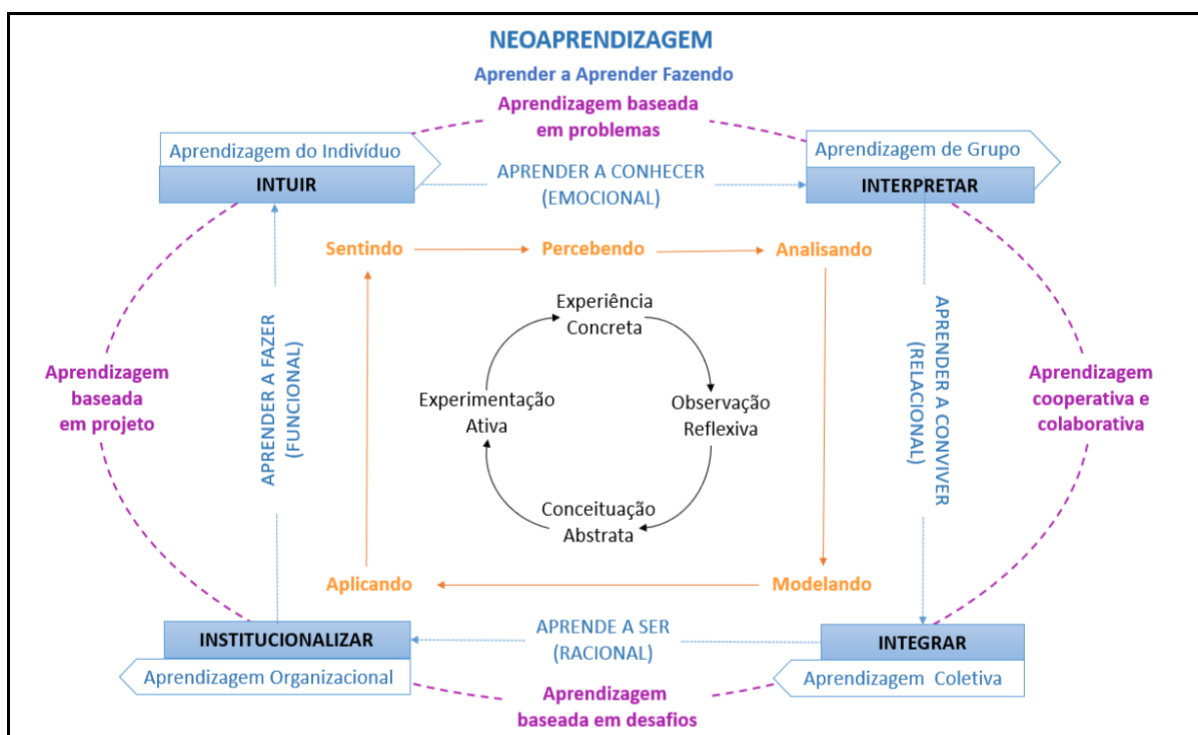 NEOAPRENDIZAGEM
Aprender a Aprender Fazendo
Aprendizagem baseada
em problemas
Aprendizagem do Indivíduo
INTUIR
APRENDER A CONHECER
(EMOCIONAL)
Aprendizagem de Grupo
INTERPRETAR
Sentindo
Percebendo
Analisando
Experiência
Concreta
Observação
Reflexiva
Conceituação
Abstrata
Experimentação
Ativa
APRENDER A FAZER
(FUNCIONAL)
Aprendizagem
baseada
em projeto
APRENDER A CONVIVER
(RELACIONAL)
Aprendizagem
cooperativa e
colaborativa
Aplicando
Modelando
INSTITUCIONALIZAR
Aprendizagem Organizacional
APRENDE A SER
(RACIONAL)
INTEGRAR
Aprendizagem Coletiva
Aprendizagem
baseada em desafios